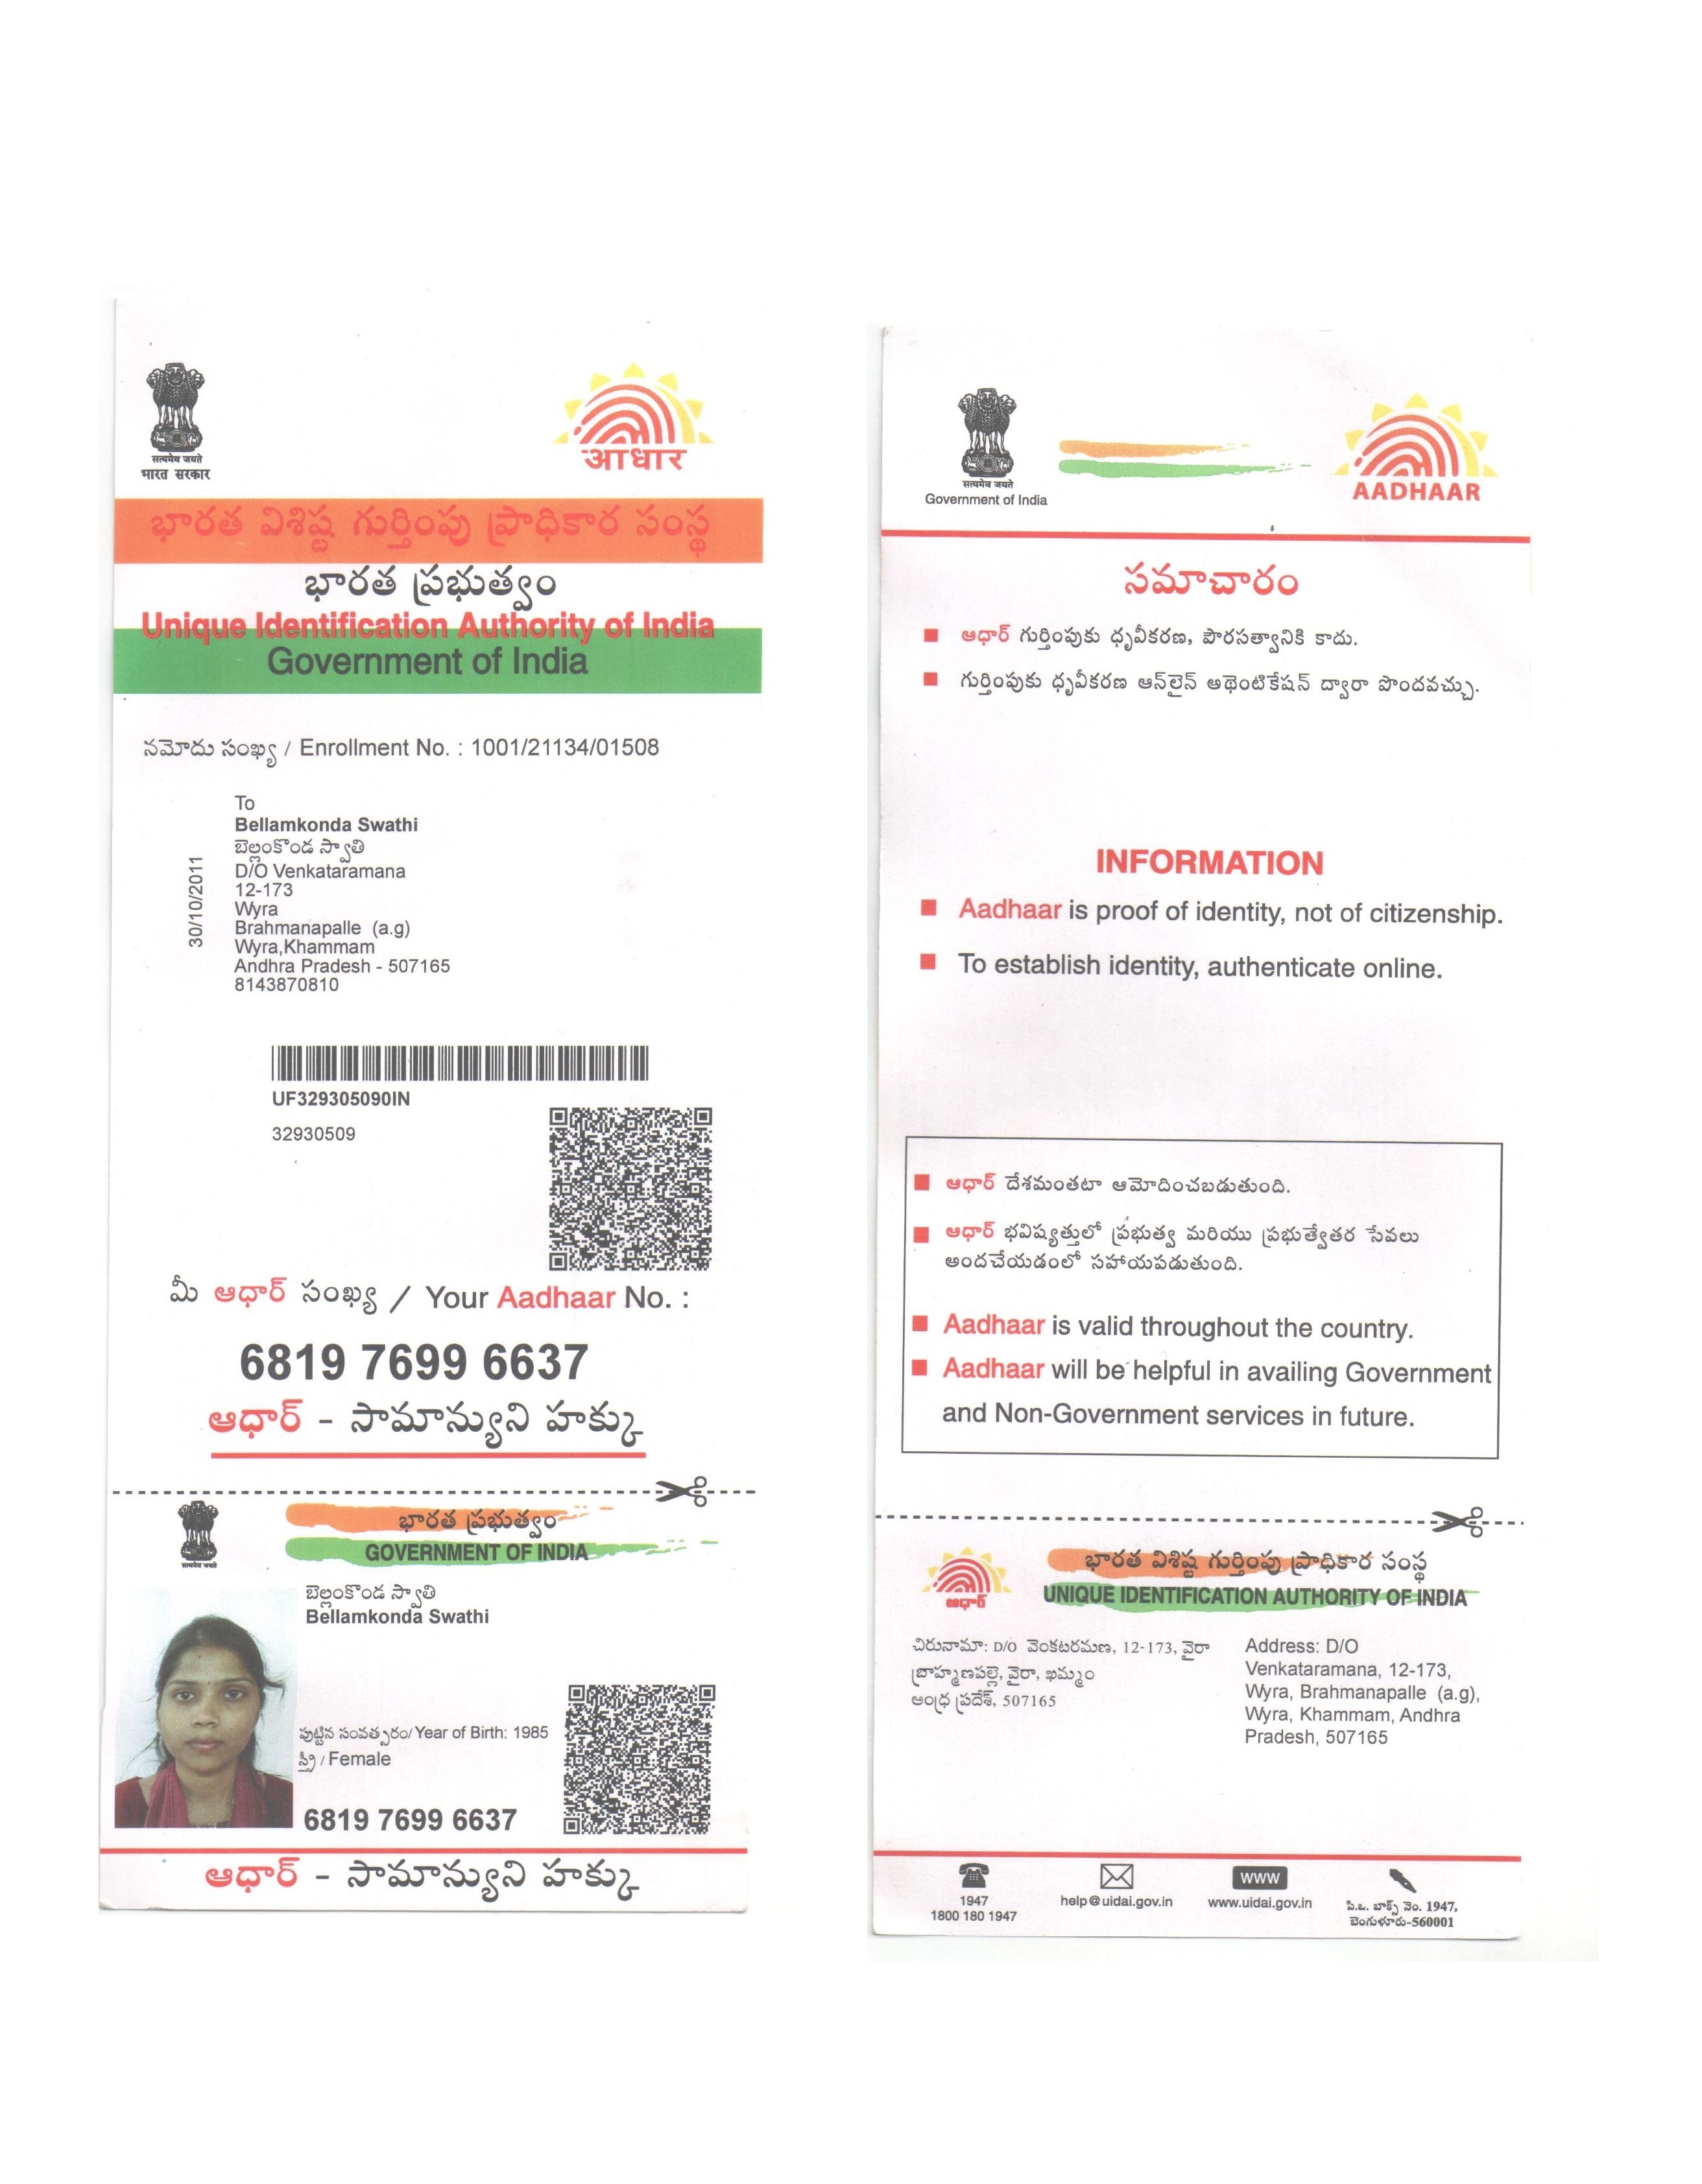 सत्यमेव जयते
भारत सरकार
आधार
భారత విశిష్ట గుర్తింపు ప్రాధికార సంస్థ
భారత ప్రభుత్వం
Unique Identification Authority of India
Government of India
నమోదు సంఖ్య / Enrollment No. : 1001/21134/01508
30/10/2011
To
Bellamkonda Swathi
బెల్లంకొండ స్వాతి
D/O Venkataramana
12-173
Wyra
Brahmanapalle (a.g)
Wyra,Khammam
Andhra Pradesh - 507165
8143870810
UF329305090IN
32930509
మీ ఆధార్ సంఖ్య / Your Aadhaar No. :
6819 7699 6637
ఆధార్ - సామాన్యుని హక్కు
సత్యమేవ జయతే
భారత ప్రభుత్వం
GOVERNMENT OF INDIA
బెల్లంకొండ స్వాతి
Bellamkonda Swathi
పుట్టిన సంవత్సరం/ Year of Birth: 1985
స్త్రీ / Female
6819 7699 6637
ఆధార్ - సామాన్యుని హక్కు
सत्यमेव जयते
Government of India
AADHAAR
సమాచారం
ఆధార్ గుర్తింపుకు ధృవీకరణ, పౌరసత్వానికి కాదు.
గుర్తింపుకు ధృవీకరణ ఆన్‌లైన్ అథెంటికేషన్ ద్వారా పొందవచ్చు.
INFORMATION
Aadhaar is proof of identity, not of citizenship.
To establish identity, authenticate online.
ఆధార్ దేశమంతటా ఆమోదించబడుతుంది.
ఆధార్ భవిష్యత్తులో ప్రభుత్వ మరియు ప్రభుత్వేతర సేవలు
అందచేయడంలో సహాయపడుతుంది.
Aadhaar is valid throughout the country.
Aadhaar will be helpful in availing Government
and Non-Government services in future.
ఆధార్
భారత విశిష్ట గుర్తింపు ప్రాధికార సంస్థ
UNIQUE IDENTIFICATION AUTHORITY OF INDIA
చిరునామా: D/O వెంకటరమణ, 12-173, వైరా
బ్రాహ్మణపల్లె, వైరా, ఖమ్మం
ఆంధ్ర ప్రదేశ్, 507165
Address: D/O
Venkataramana, 12-173,
Wyra, Brahmanapalle (a.g),
Wyra, Khammam, Andhra
Pradesh, 507165
1947
1800 180 1947
help@uidai.gov.in
www
www.uidai.gov.in
పి.ఒ. బాక్స్ నెం. 1947,
బెంగుళూరు-560001